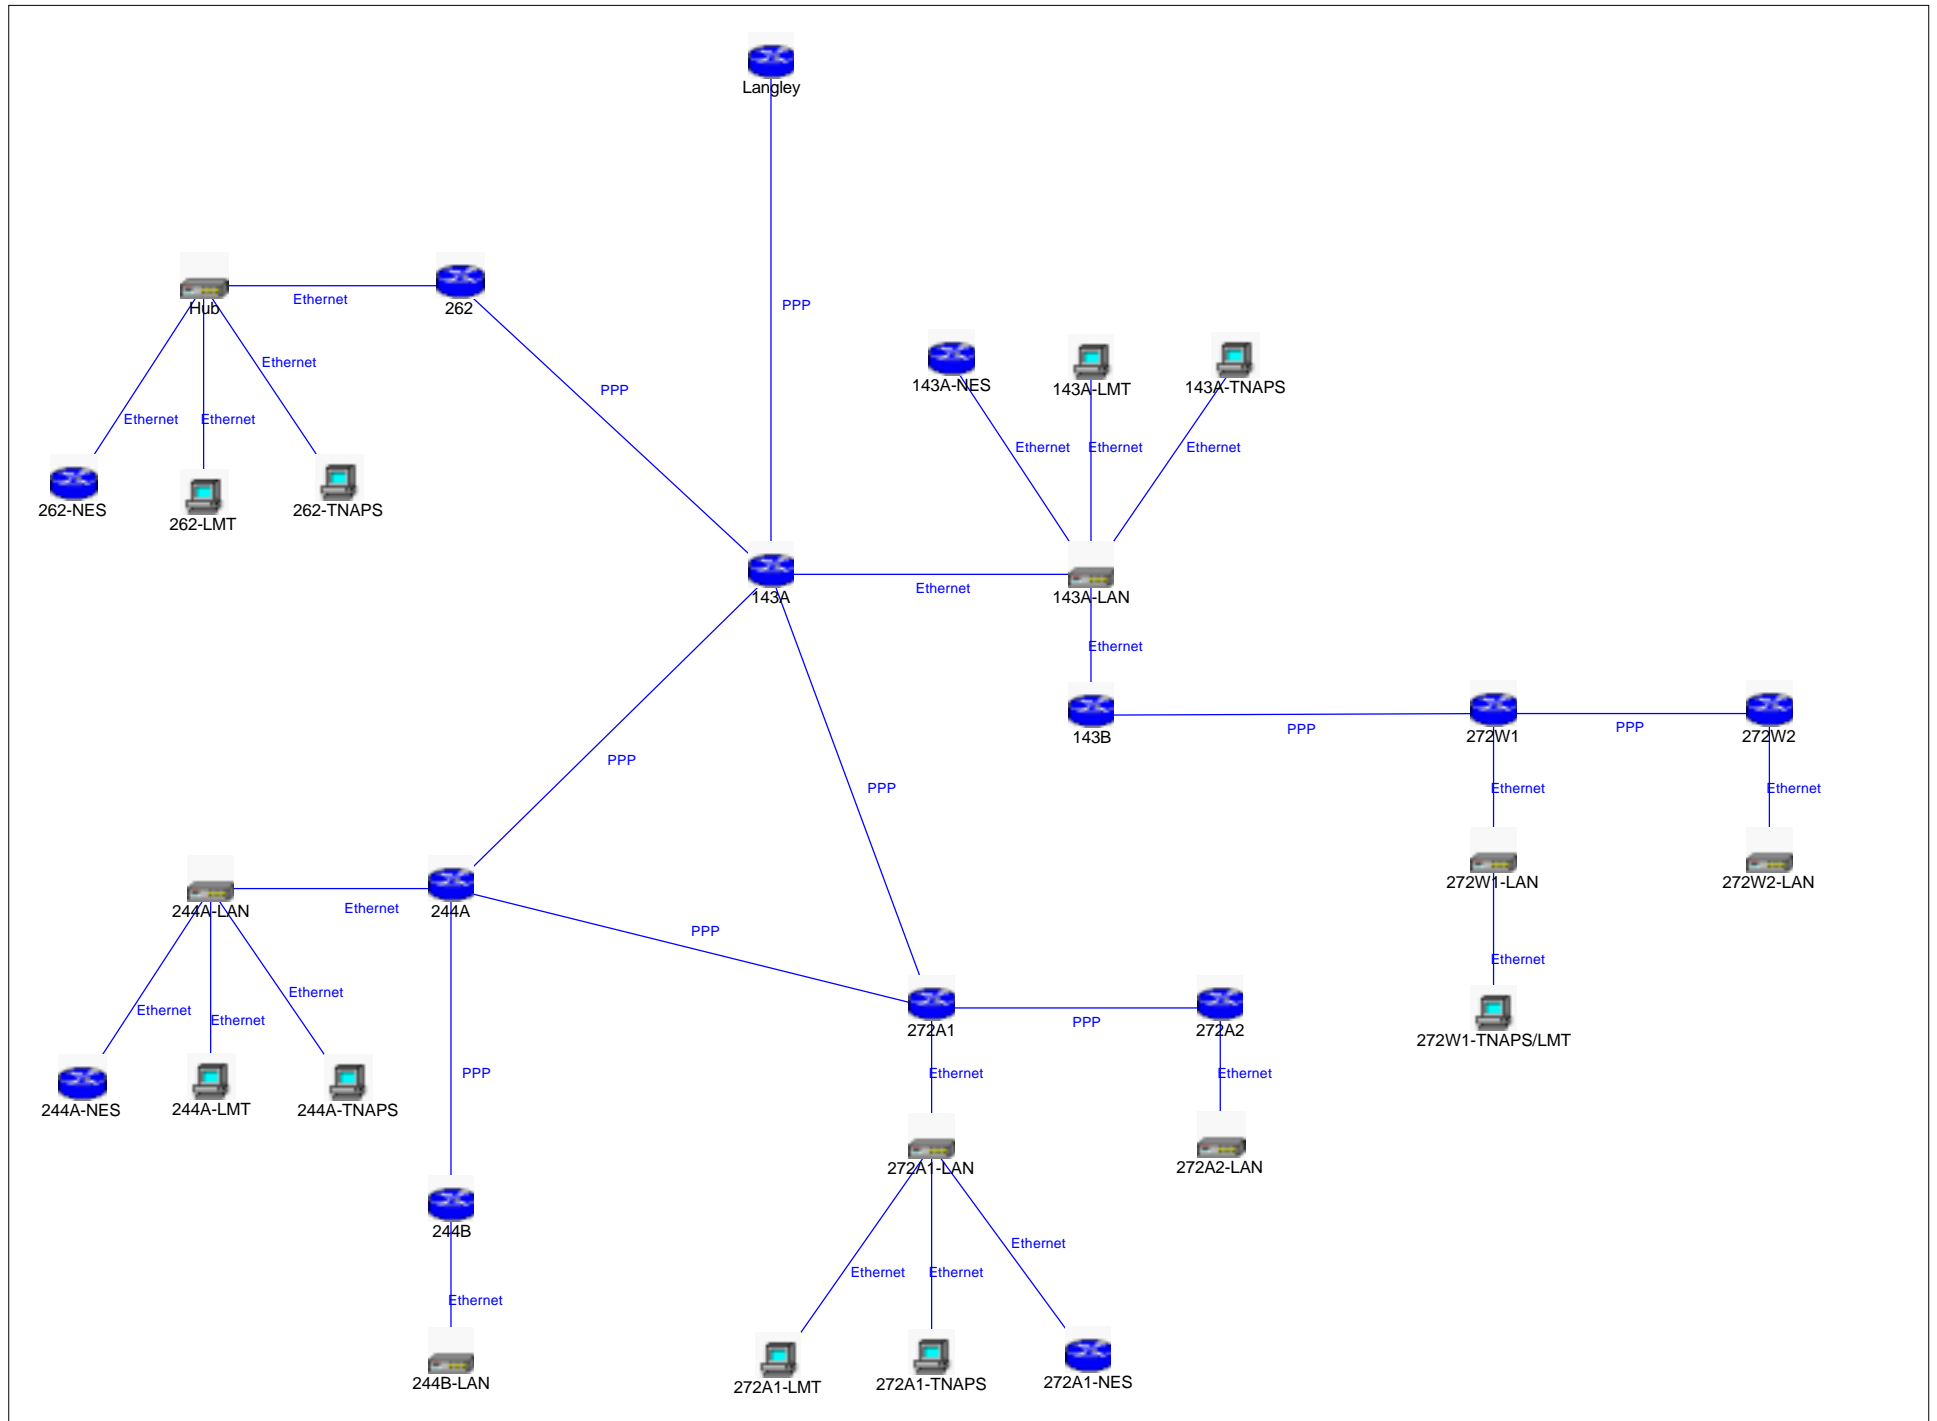 Langley
PPP
Hub
Ethernet
262
Ethernet
Ethernet
Ethernet
PPP
262-NES
262-LMT
262-TNAPS
143A-NES
143A-LMT
143A-TNAPS
Ethernet
Ethernet
Ethernet
143A
Ethernet
143A-LAN
Ethernet
143B
PPP
272W1
PPP
272W2
Ethernet
Ethernet
272W1-LAN
272W2-LAN
Ethernet
272W1-TNAPS/LMT
PPP
PPP
244A-LAN
Ethernet
244A
PPP
Ethernet
Ethernet
Ethernet
244A-NES
244A-LMT
244A-TNAPS
PPP
272A1
PPP
272A2
Ethernet
Ethernet
272A1-LAN
272A2-LAN
244B
Ethernet
244B-LAN
Ethernet
Ethernet
Ethernet
272A1-LMT
272A1-TNAPS
272A1-NES